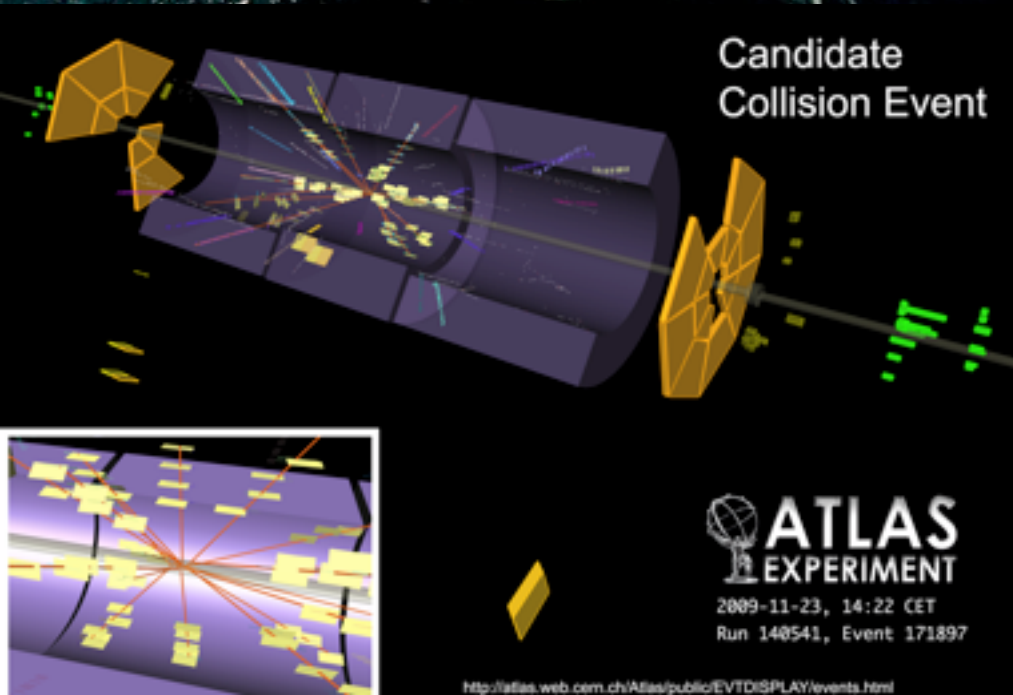 Candidate
Collision Event
ATLAS
EXPERIMENT
2009-11-23, 14:22 CET
Run 140541, Event 171897
http://atlas.web.cern.ch/Atlas/public/EVTDISPLAY/events.html